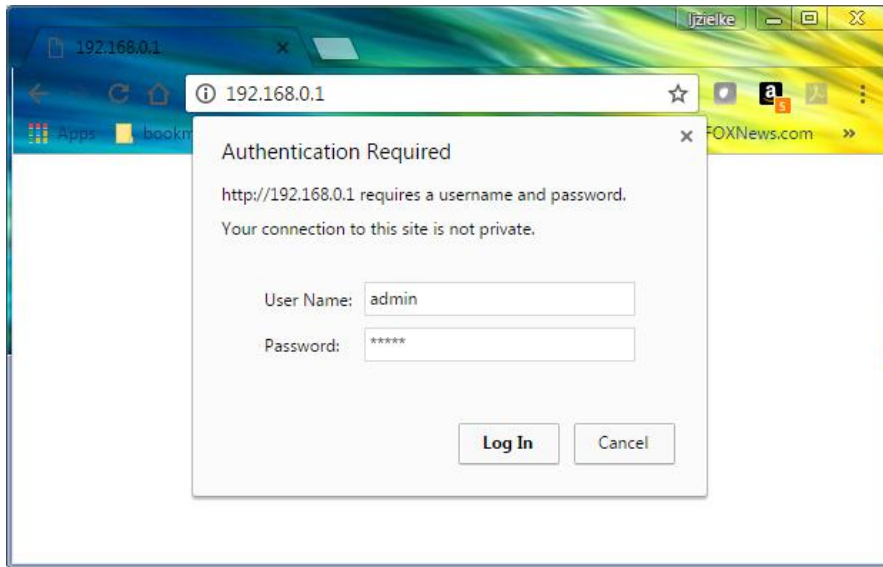 ljzielke
192.168.0.1
192.168.0.1
Apps bookm FOXNews.com »
Authentication Required
http://192.168.0.1 requires a username and password.
Your connection to this site is not private.
User Name: admin
Password: *****
Log In Cancel
a
5